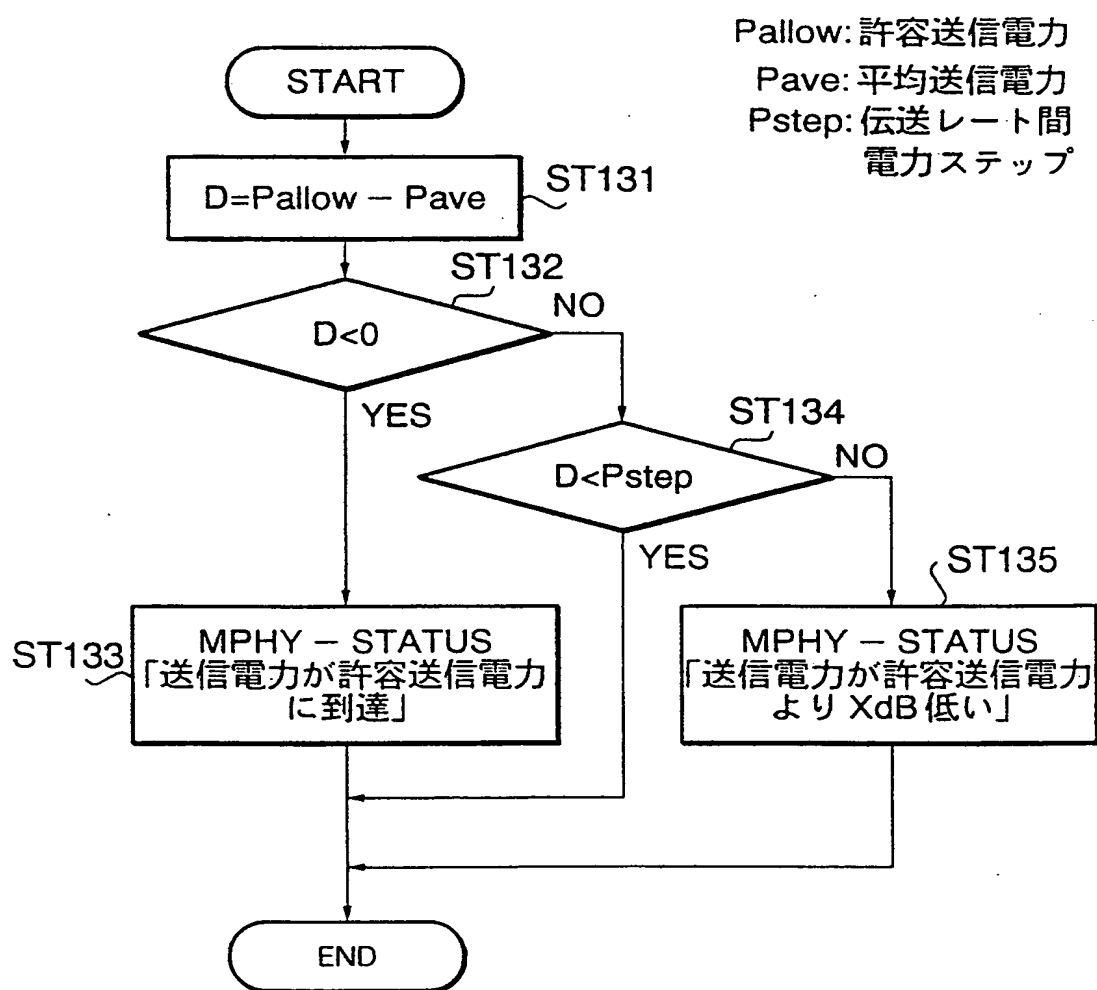 Pallow: 許容送信電力
Pave: 平均送信電力
Pstep: 伝送レート間
電力ステップ
START
D=Pallow − Pave
ST131
ST132
D<0
NO
YES
ST134
D<Pstep
NO
YES
ST133
MPHY − STATUS
「送信電力が許容送信電力
に到達」
ST135
MPHY − STATUS
「送信電力が許容送信電力
より XdB 低い」
END